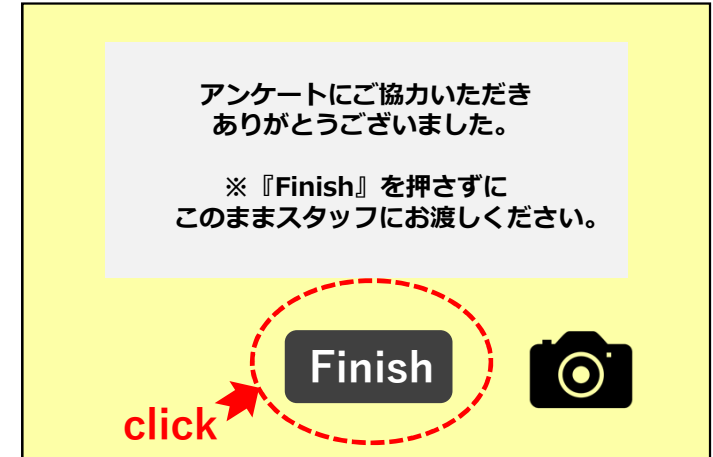 アンケートにご協力いただき
ありがとうございました。
※『Finish』を押さずに
このままスタッフにお渡しください。
Finish
click